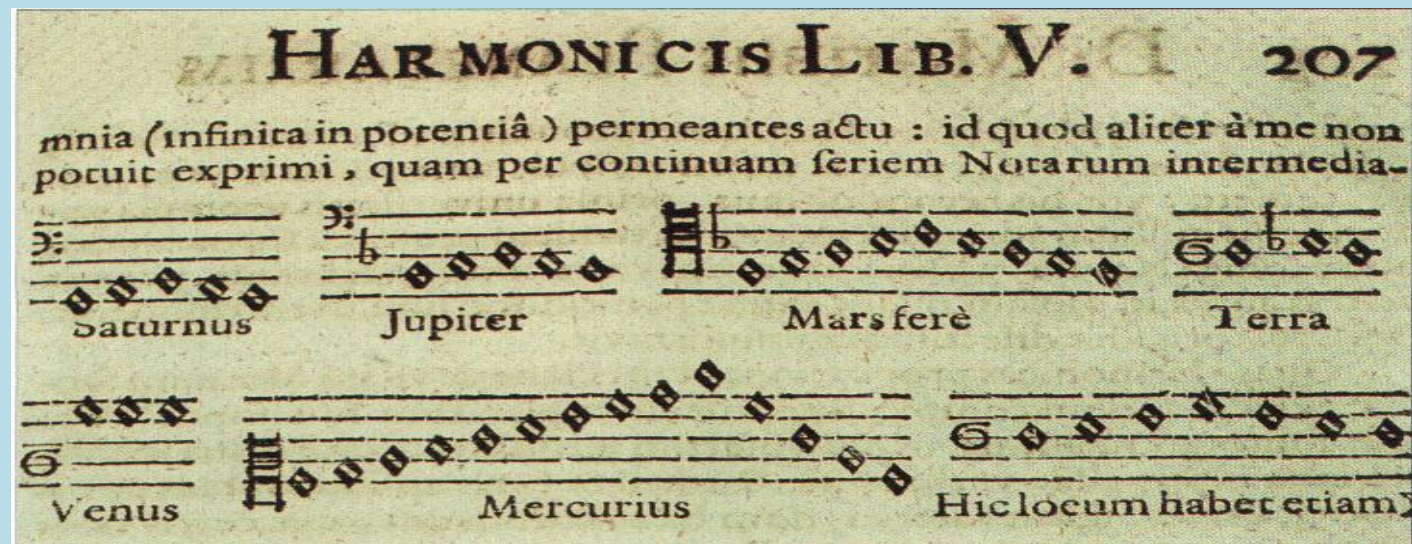 HARMONICIS LIB. V. 207
mnia (infinita in potentiâ) permeantes actu : id quod aliter à me non
potuit exprimi, quam per continuam ſeriem Notarum intermedia-
Saturnus Jupiter Mars ferè Terra
Venus Mercurius Hic locum habet etiam